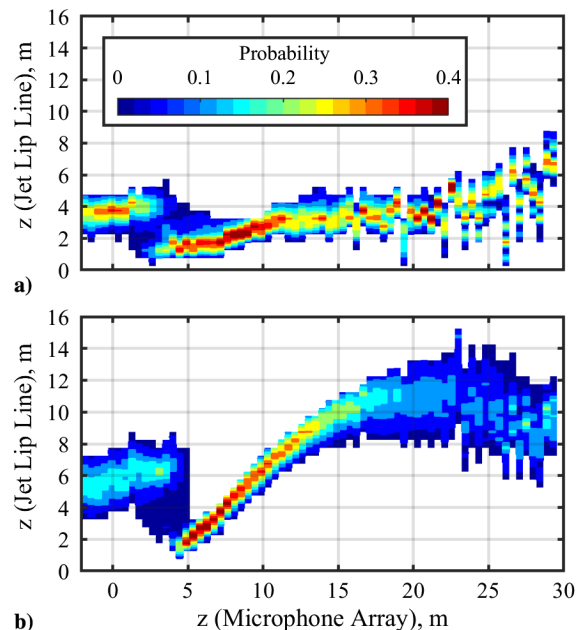 16
14
12
10
8
6
4
2
0
z (Jet Lip Line), m
Probability
0 0.1 0.2 0.3 0.4
a)
16
14
12
10
8
6
4
2
0
z (Jet Lip Line), m
0 5 10 15 20 25 30
z (Microphone Array), m
b)